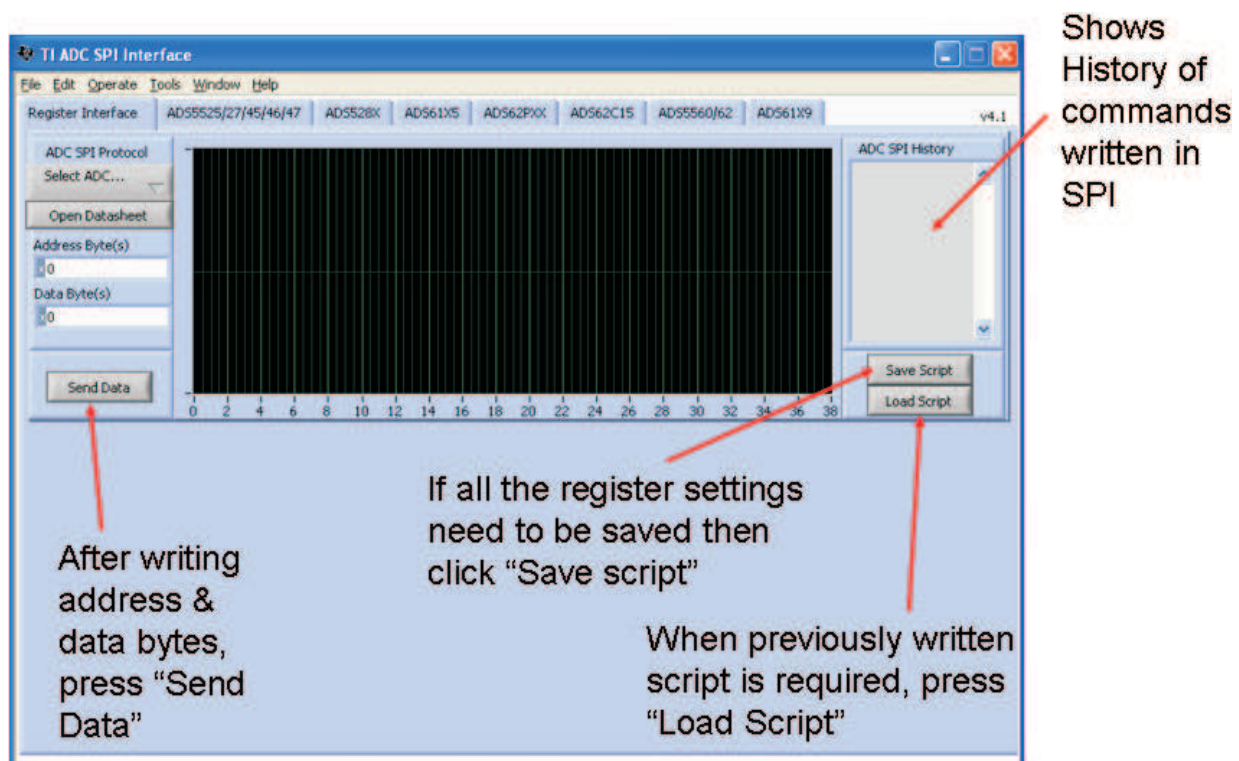 TI ADC SPI Interface
File Edit Operate Tools Window Help
Register Interface ADS5525/27/45/46/47 ADS528X ADS61X5 ADS62PXX ADS62C15 ADS5560/62 ADS61X9 v4.1
ADC SPI Protocol
Select ADC...
Open Datasheet
Address Byte(s)
x0
Data Byte(s)
x0
Send Data
0 2 4 6 8 10 12 14 16 18 20 22 24 26 28 30 32 34 36 38
ADC SPI History
Save Script
Load Script
Shows
History of
commands
written in
SPI
If all the register settings
need to be saved then
click “Save script”
After writing
address &
data bytes,
press “Send
Data”
When previously written
script is required, press
“Load Script”